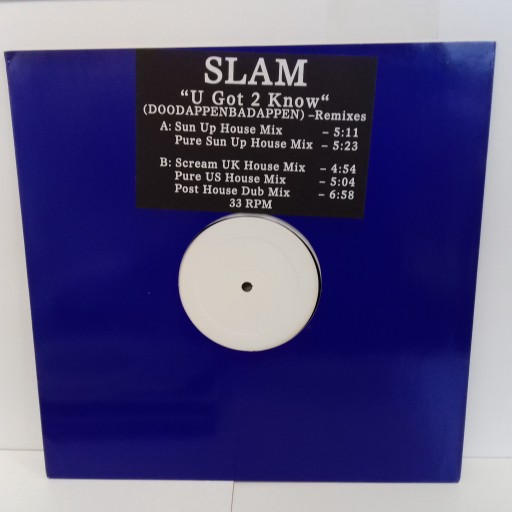 SLAM
“U Got 2 Know“
(DOODAPPENBADAPPEN) –Remixes
A: Sun Up House Mix – 5:11
Pure Sun Up House Mix – 5:23
B: Scream UK House Mix – 4:54
Pure US House Mix – 5:04
Post House Dub Mix – 6:58
33 RPM